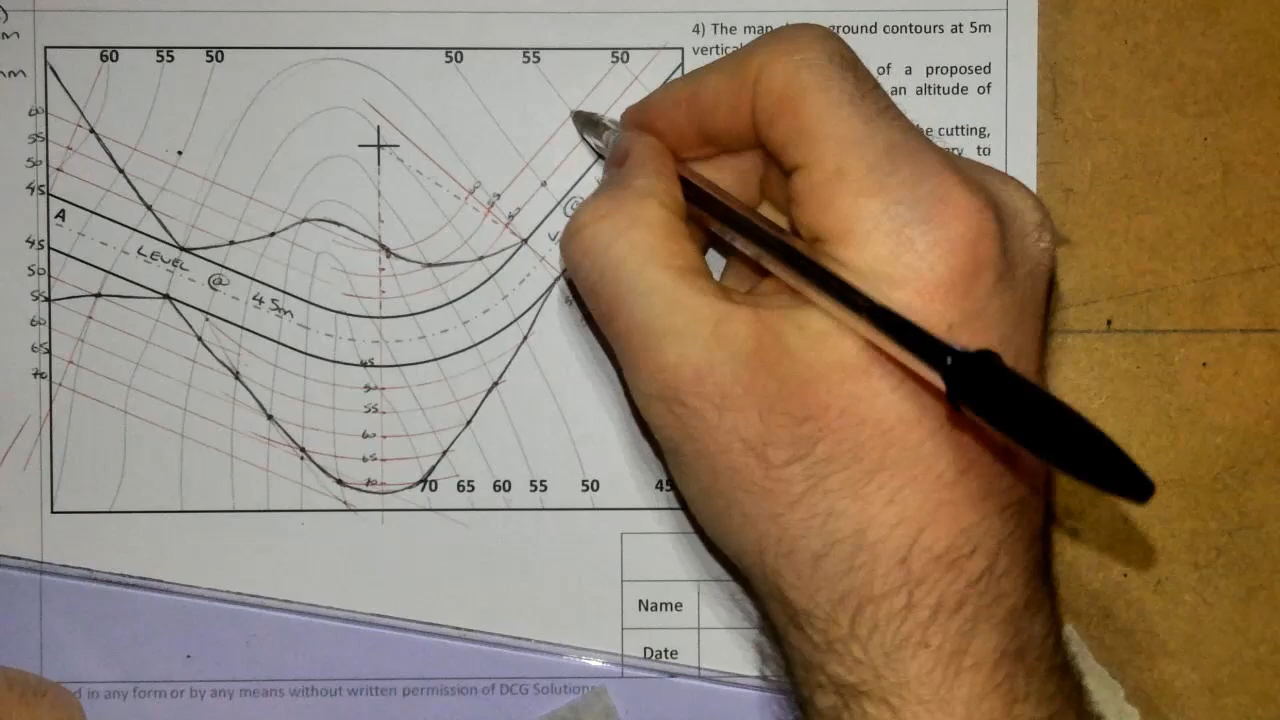 m
4) The map ground contours at 5m
60 55 50 50 55 50
of a proposed
an altitude of
60
55
the cutting,
50
to
45
A
45
LEVEL @ 45m
50
55
45
60
50
65
55
70
60
65
70
70 65 60 55 50 45
Name
Date
in any form or by any means without written permission of DCG Solutions